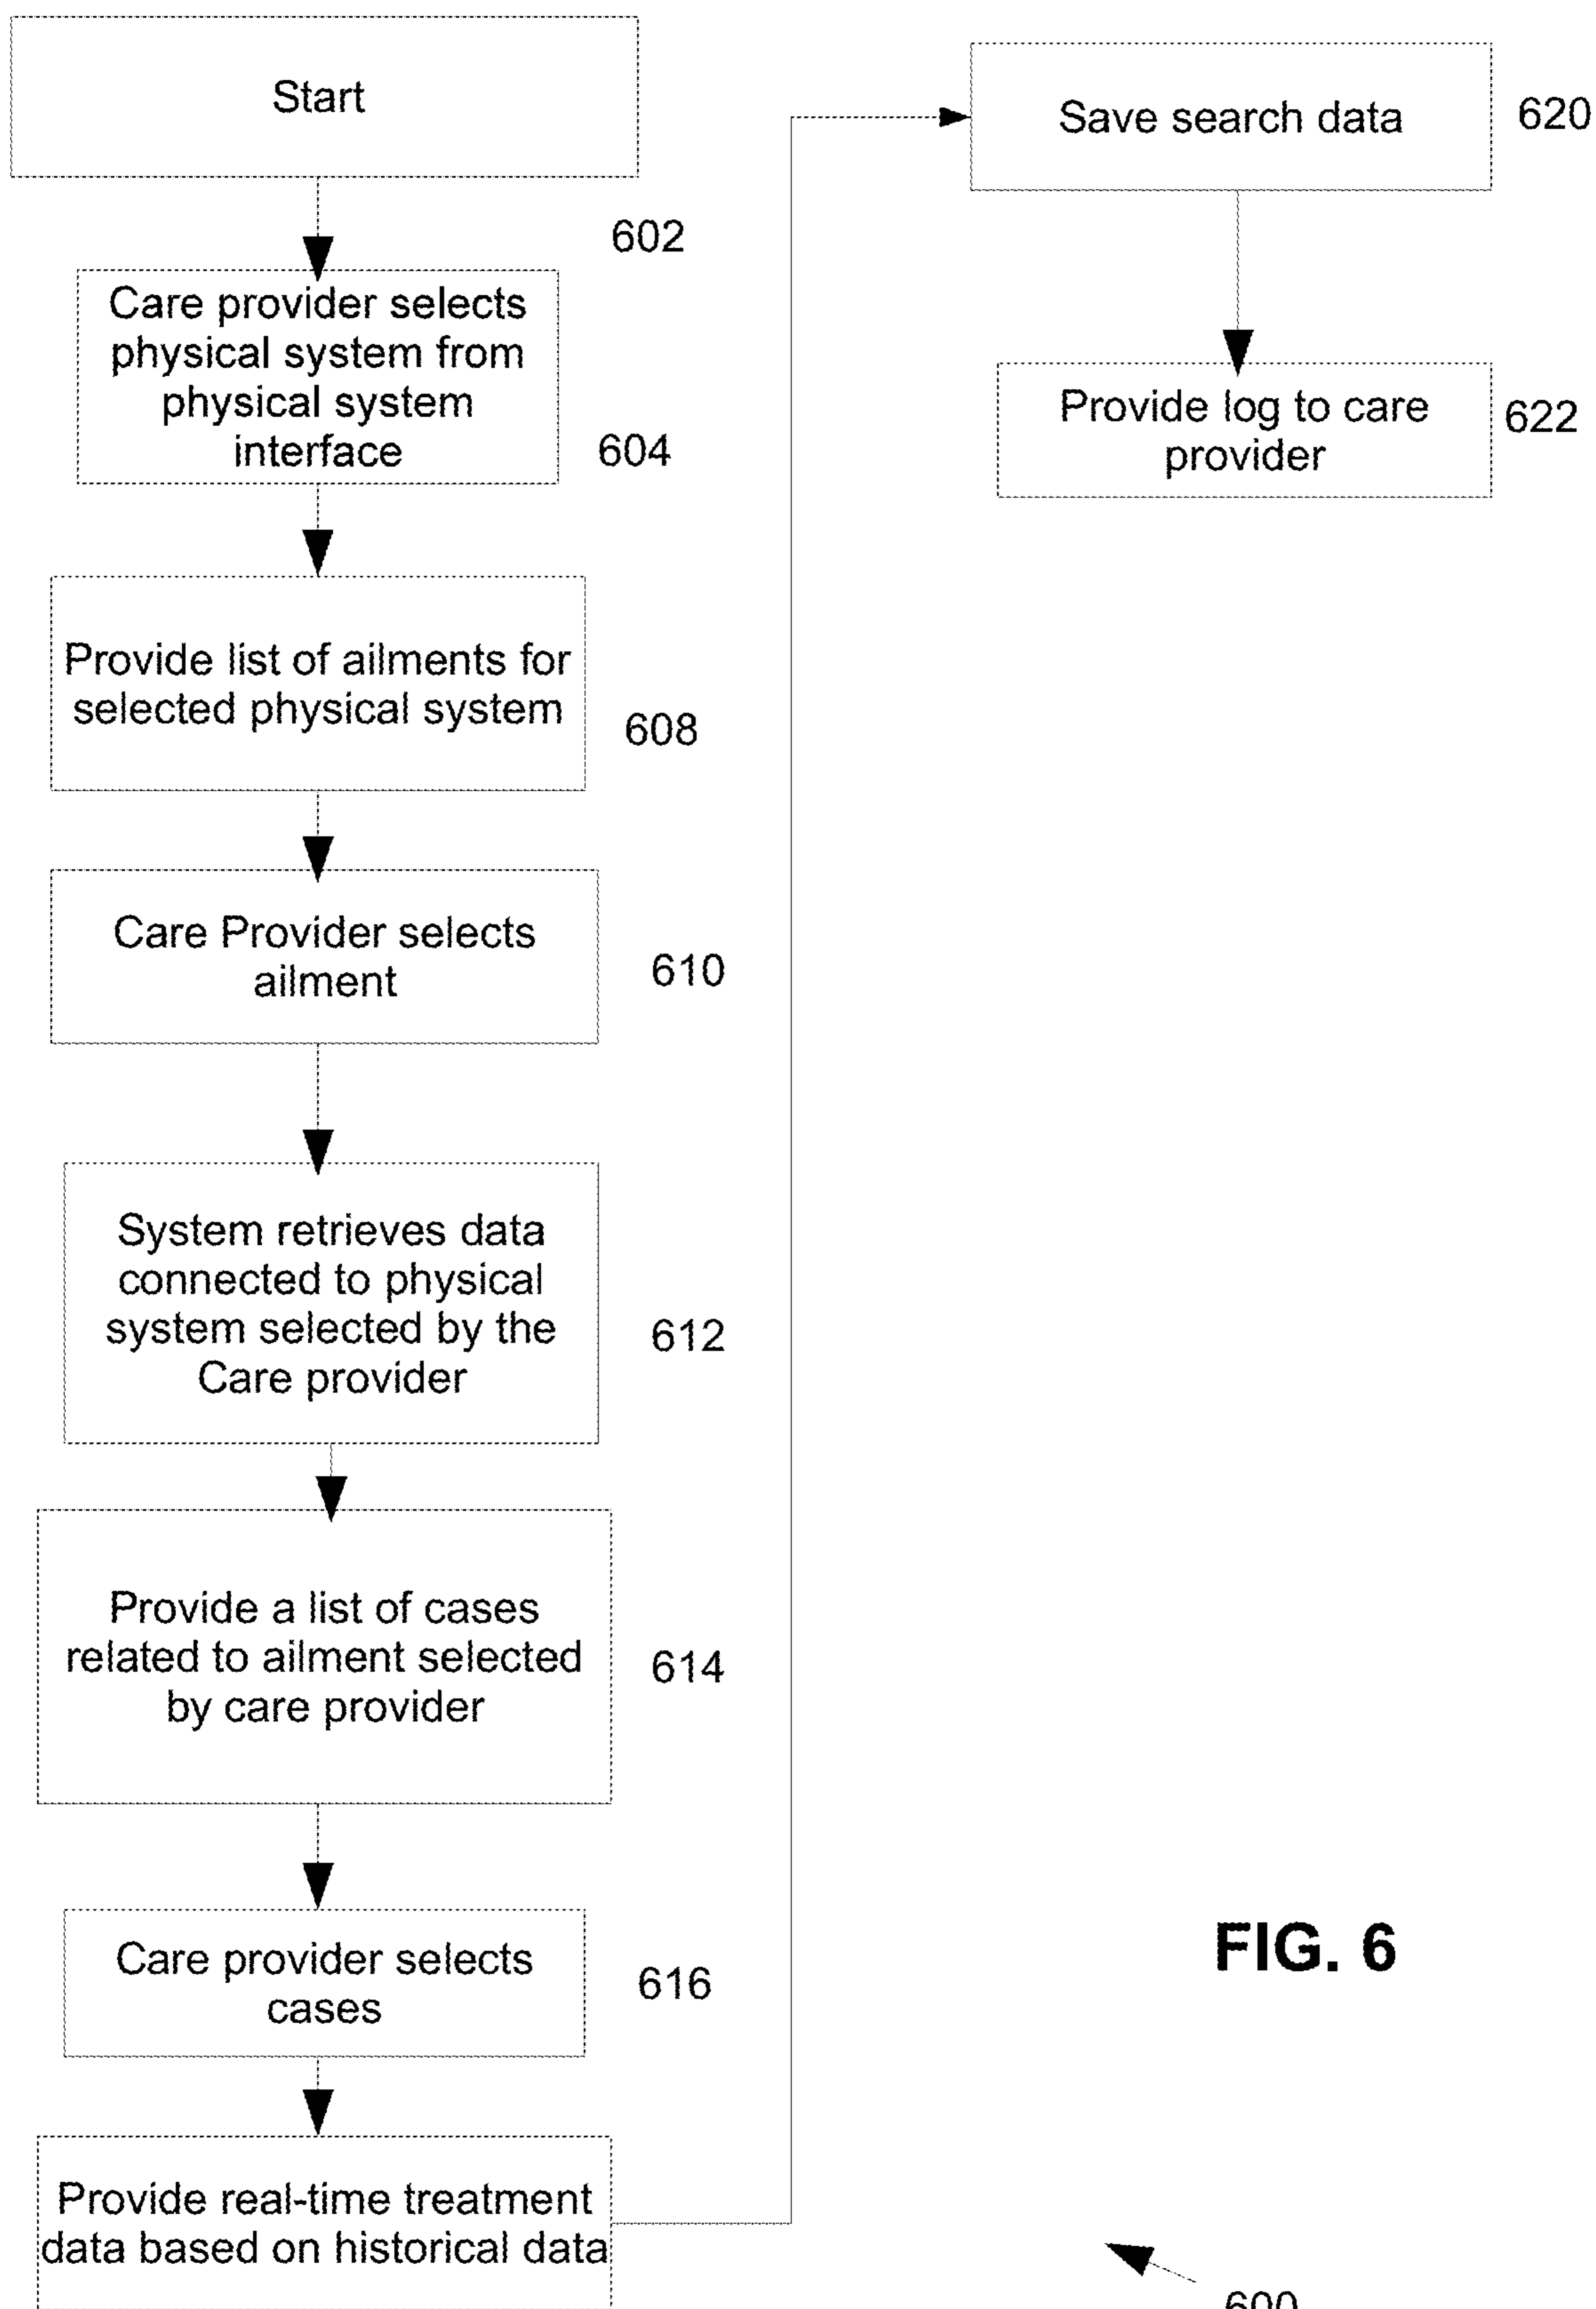 Start
602
Care provider selects
physical system from
physical system
interface
604
Provide list of ailments for
selected physical system
608
Care Provider selects
ailment
610
System retrieves data
connected to physical
system selected by the
Care provider
612
Provide a list of cases
related to ailment selected
by care provider
614
Care provider selects
cases
616
Provide real-time treatment
data based on historical data
Save search data
620
Provide log to care
provider
622
FIG. 6
600